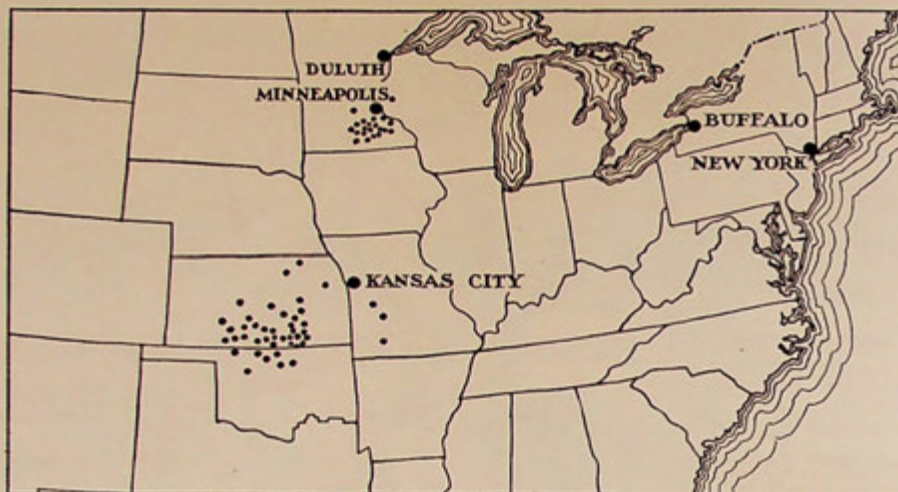 DULUTH
MINNEAPOLIS
BUFFALO
NEW YORK
KANSAS CITY